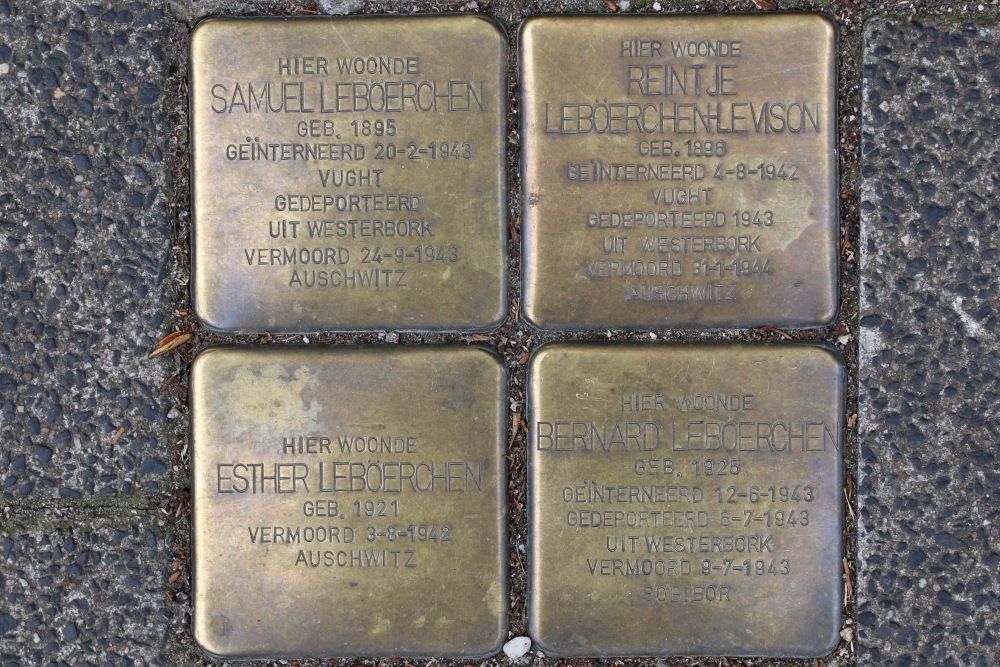 HIER WOONDE
SAMUEL LEBÖERCHEN
GEB. 1895
GEÏNTERNEERD 20-2-1943
VUGHT
GEDEPORTEERD
UIT WESTERBORK
VERMOORD 24-9-1943
AUSCHWITZ
HIER WOONDE
REINTJE
LEBÖERCHEN-LEVISON
GEB. 1896
GEÏNTERNEERD 4-8-1942
VUGHT
GEDEPORTEERD 1943
UIT WESTERBORK
VERMOORD 31-1-1944
AUSCHWITZ
HIER WOONDE
ESTHER LEBÖERCHEN
GEB. 1921
VERMOORD 3-8-1942
AUSCHWITZ
HIER WOONDE
BERNARD LEBÖERCHEN
GEB. 1925
GEÏNTERNEERD 12-6-1943
GEDEPORTEERD 6-7-1943
UIT WESTERBORK
VERMOORD 9-7-1943
SOBIBOR